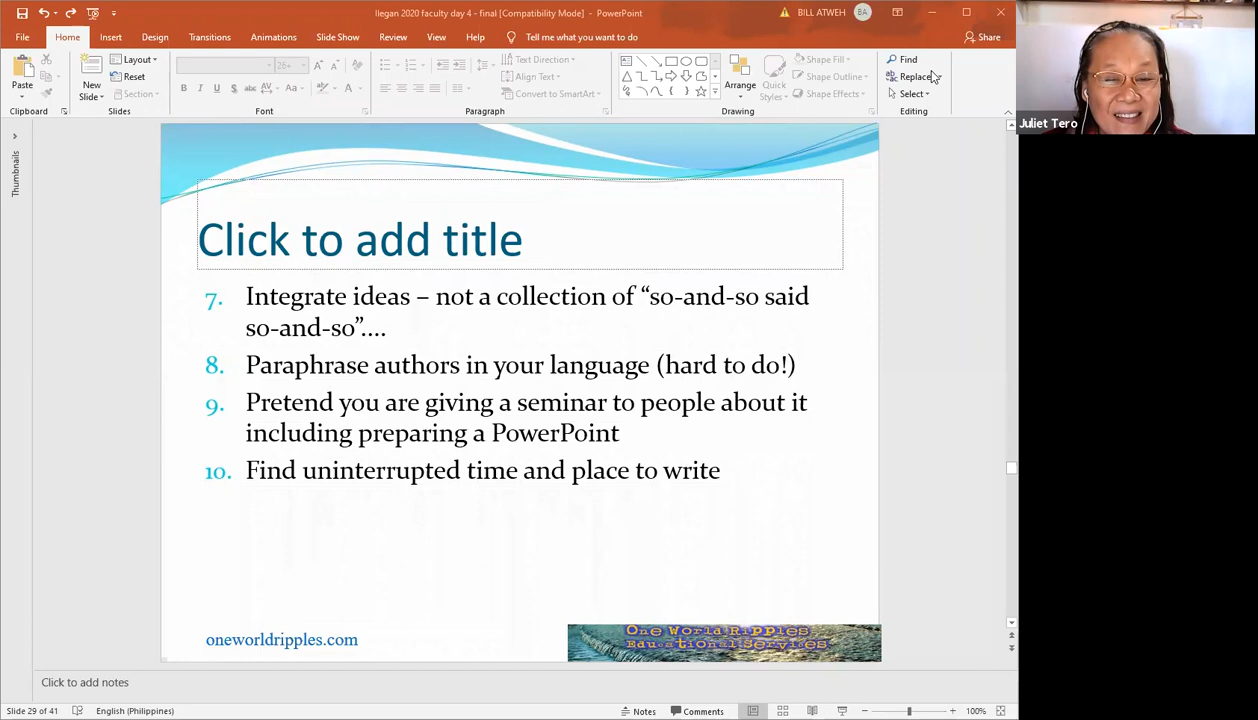 Ilegan 2020 faculty day 4 - final [Compatibility Mode] - PowerPoint
BILL ATWEH
BA
File Home Insert Design Transitions Animations Slide Show Review View Help Tell me what you want to do Share
Paste
Clipboard
New Slide
Layout
Reset
Section
Slides
26+
Font
Text Direction
Align Text
Convert to SmartArt
Paragraph
Arrange
Quick Styles
Shape Fill
Shape Outline
Shape Effects
Drawing
Find
Replace
Select
Editing
Juliet Tero
Thumbnails
Click to add title
7. Integrate ideas – not a collection of “so-and-so said
so-and-so”....
8. Paraphrase authors in your language (hard to do!)
9. Pretend you are giving a seminar to people about it
including preparing a PowerPoint
10. Find uninterrupted time and place to write
oneworldripples.com
One World Ripples
Educational Services
Click to add notes
Slide 29 of 41 English (Philippines) Notes Comments 100%